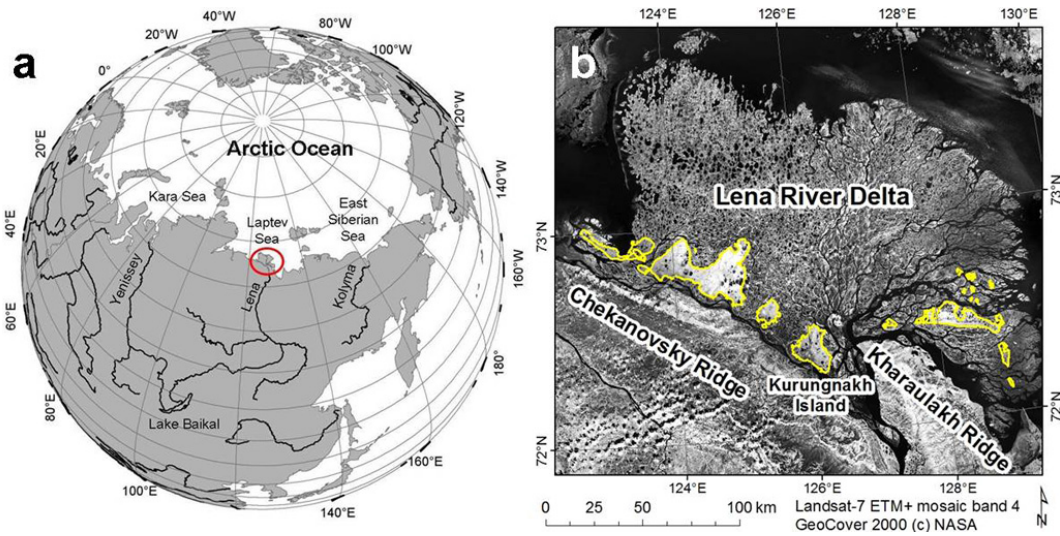 a
40°W
20°W
0°
20°E
40°E
60°E
80°E
100°E
80°W
100°W
120°W
140°W
160°W
180°
160°E
140°E
Arctic Ocean
Kara Sea
Laptev
Sea
East
Siberian
Sea
Yenissey
Lena
Kolyma
Lake Baikal
b
124°E
126°E
128°E
130°E
73°N
72°N
73°N
72°N
Lena River Delta
Chekanovsky Ridge
Kurungnakh
Island
Kharaulakh Ridge
124°E
126°E
128°E
0 25 50 100 km
Landsat-7 ETM+ mosaic band 4
GeoCover 2000 (c) NASA
N